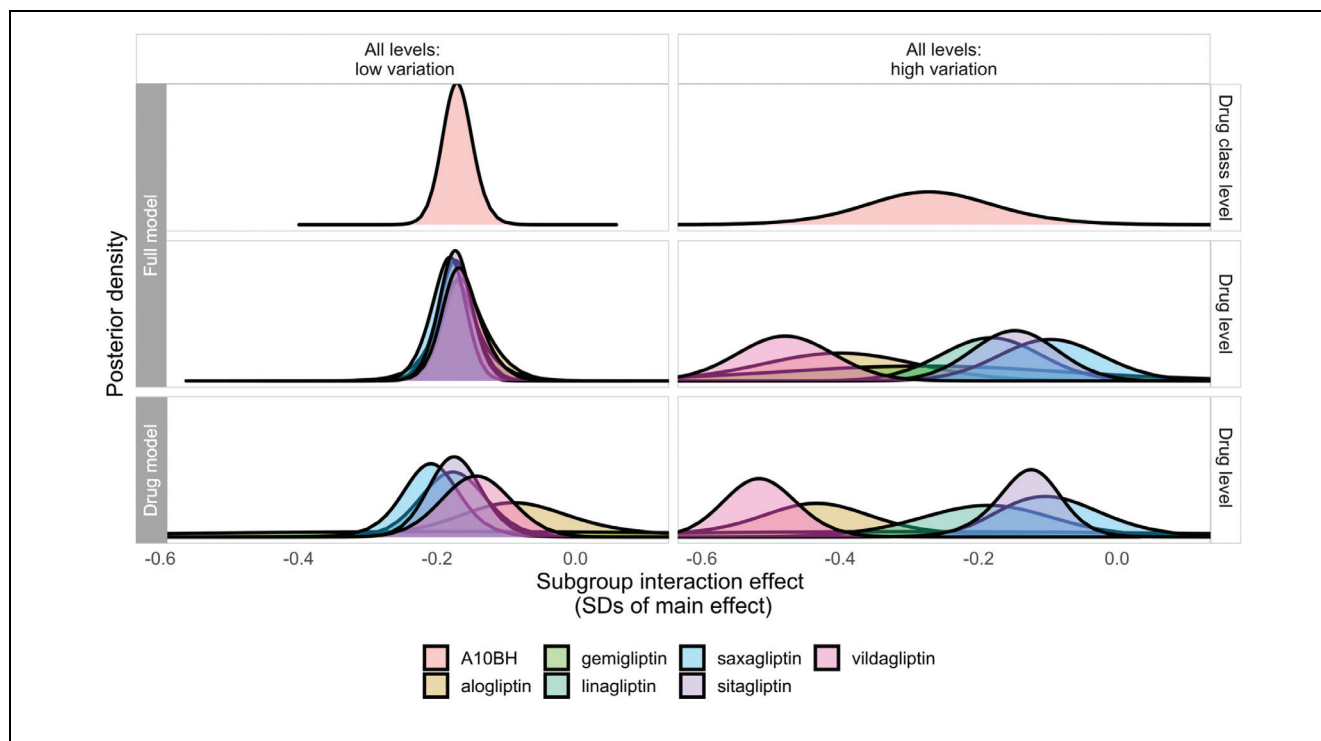 All levels:
low variation
All levels:
high variation
Posterior density
Full model
Drug class level
Drug level
Drug model
Drug level
-0.6 -0.4 -0.2 0.0 -0.6 -0.4 -0.2 0.0
Subgroup interaction effect
(SDs of main effect)
A10BH gemigliptin saxagliptin vildagliptin
alogliptin linagliptin sitagliptin